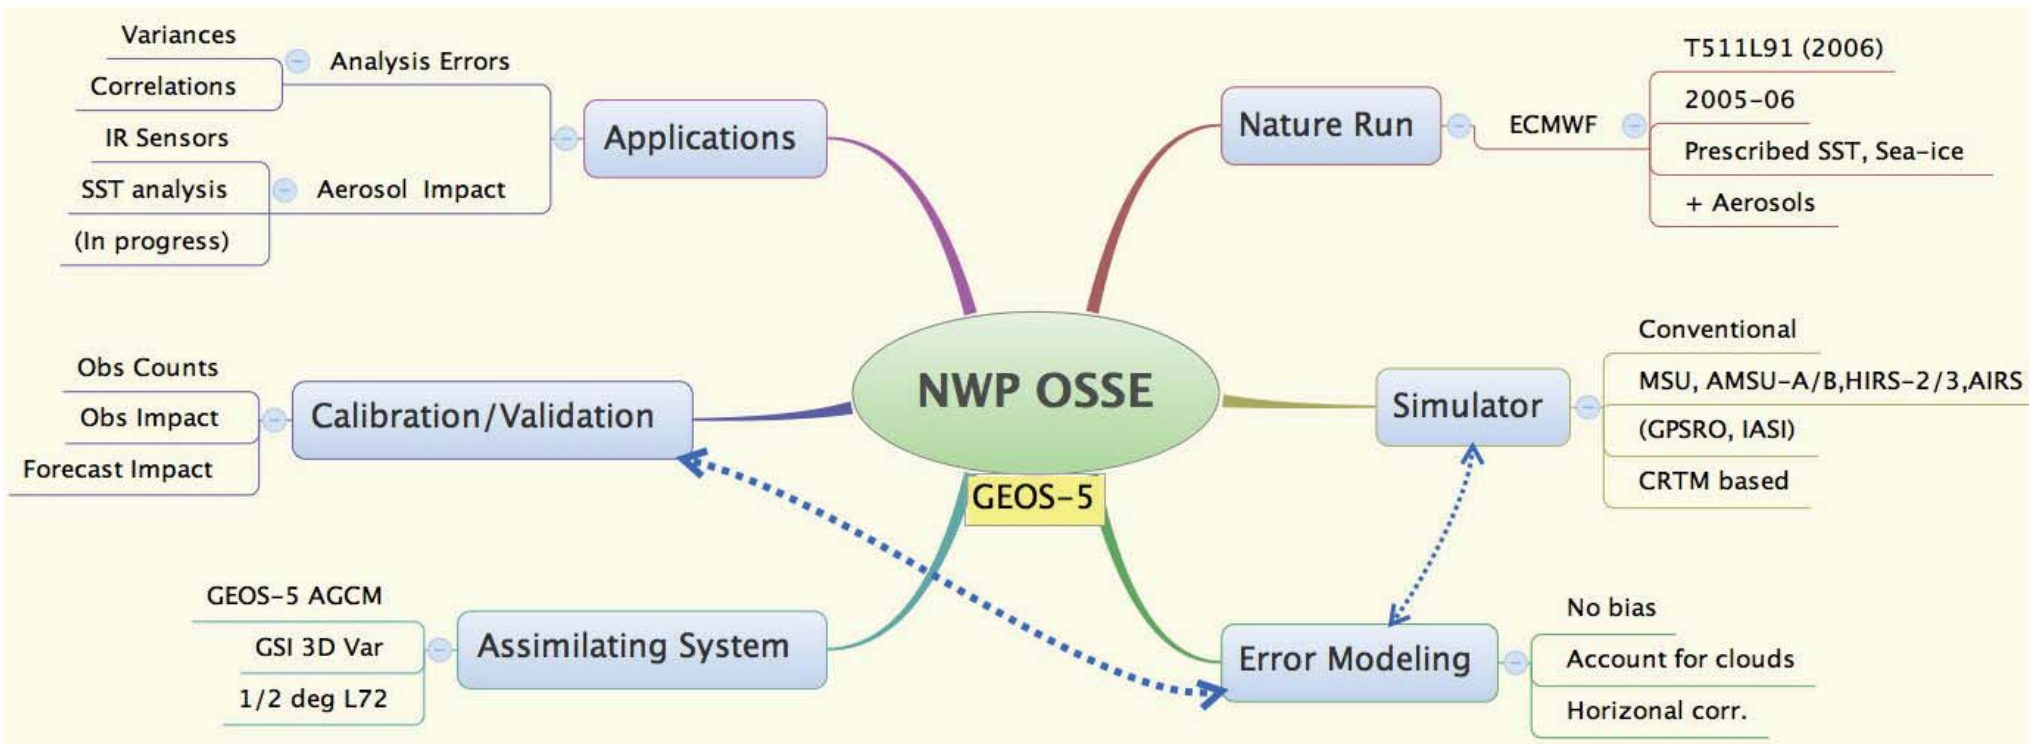 Variances
Correlations
Analysis Errors
IR Sensors
SST analysis
(In progress)
Aerosol  Impact
Applications
Nature Run
ECMWF
T511L91 (2006)
2005-06
Prescribed SST, Sea-ice
+ Aerosols
NWP OSSE
GEOS-5
Obs Counts
Obs Impact
Forecast Impact
Calibration/Validation
Simulator
Conventional
MSU, AMSU-A/B,HIRS-2/3,AIRS
(GPSRO, IASI)
CRTM based
GEOS-5 AGCM
GSI 3D Var
1/2 deg L72
Assimilating System
Error Modeling
No bias
Account for clouds
Horizonal corr.